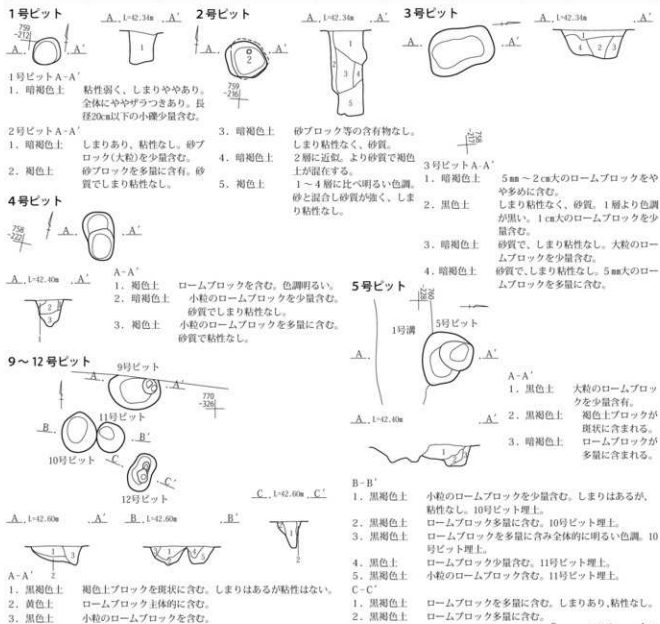 1号ピット
A L=42.34m A'
759
-217
A A'
1
1号ピットA-A'
1. 暗褐色土 粘性弱く、しまりややあり。
全体にややザラつきあり。長
径20cm以下の小礫少量含む。
2号ピットA-A'
1. 暗褐色土 しまりあり、粘性なし。砂ブ
ロック(大粒)を少量含む。
2. 褐色土 砂ブロックを多量に含有。砂
質でしまり粘性なし。
2号ピット
A L=42.34m A'
A A'
2
759
-216
1
2
3
4
5
3. 暗褐色土 砂ブロック等の含有物なし。
しまり粘性なく、砂質。
4. 暗褐色土 2層に近似。より砂質で褐色
土が混在する。
5. 褐色土 1～4層に比べ明るい色調。
砂と混合し砂質が強く、しま
り粘性なし。
3号ピット
A L=42.34m A'
A A'
1
4 2 3
758
-217
3号ピットA-A'
1. 暗褐色土 5mm～2cm大のロームブロックをや
や多めに含む。
2. 黒色土 しまり粘性なく、砂質。1層より色調
が黒い。1cm大のロームブロックを少
量含む。
3. 暗褐色土 砂質で、しまり粘性なし。大粒のロー
ムブロックを少量含む。
4. 暗褐色土 砂質で、しまり粘性なし。5mm大のロー
ムブロックを多量に含む。
4号ピット
758
-222
A A'
A L=42.40m A'
2
3
1
A-A'
1. 褐色土 ロームブロックを含む。色調明るい。
2. 暗褐色土 小粒のロームブロックを少量含む。
砂質でしまり粘性なし。
3. 褐色土 小粒のロームブロックを多量に含む。
砂質で粘性なし。
5号ピット
760
-226
1号溝
5号ピット
A A'
A L=42.40m A'
1
2
3
A-A'
1. 黒色土 大粒のロームブロッ
クを少量含有。
2. 黒褐色土 褐色土ブロックが
斑状に含まれる。
3. 暗褐色土 ロームブロックが
多量に含まれる。
9～12号ピット
9号ピット
A A'
770
-326
11号ピット
B B'
10号ピット
C C'
12号ピット
A L=42.60m A'
B L=42.60m B'
C L=42.60m C'
A-A'
1. 黒褐色土 褐色土ブロックを斑状に含む。しまりはあるが粘性はない。
2. 黄色土 ロームブロック主体的に含む。
3. 黒色土 小粒のロームブロックを含む。
B-B'
1. 黒褐色土 小粒のロームブロックを少量含む。しまりはあるが、
粘性なし。10号ピット埋土。
2. 黒褐色土 ロームブロック多量に含む。10号ピット埋土。
3. 黒褐色土 ロームブロックを多量に含み全体的に明るい色調。10
号ピット埋土。
4. 黒色土 ロームブロック少量含む。11号ピット埋土。
5. 黒褐色土 小粒のロームブロック含む。11号ピット埋土。
C-C'
1. 黒褐色土 ロームブロックを多量に含む。しまりあり、粘性なし。
2. 黒褐色土 ロームブロック多量に含む。